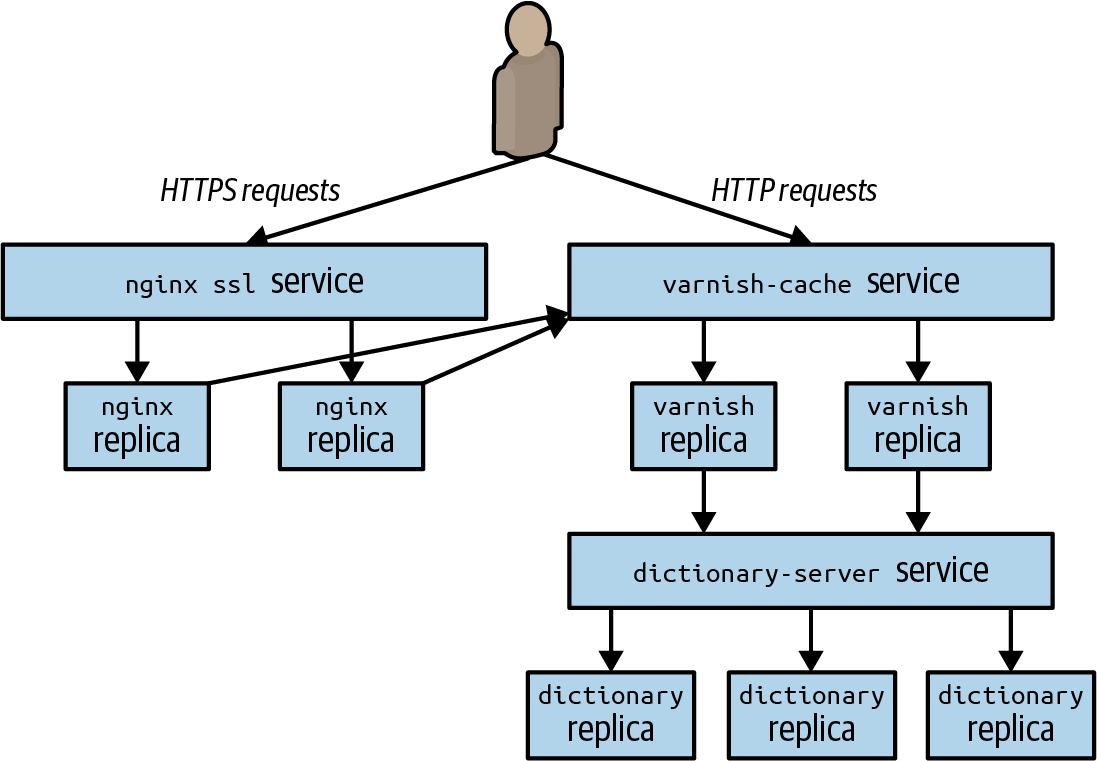 HTTPS requests
HTTP requests
nginx ssl service
varnish-cache service
nginx
replica
nginx
replica
varnish
replica
varnish
replica
dictionary-server service
dictionary
replica
dictionary
replica
dictionary
replica